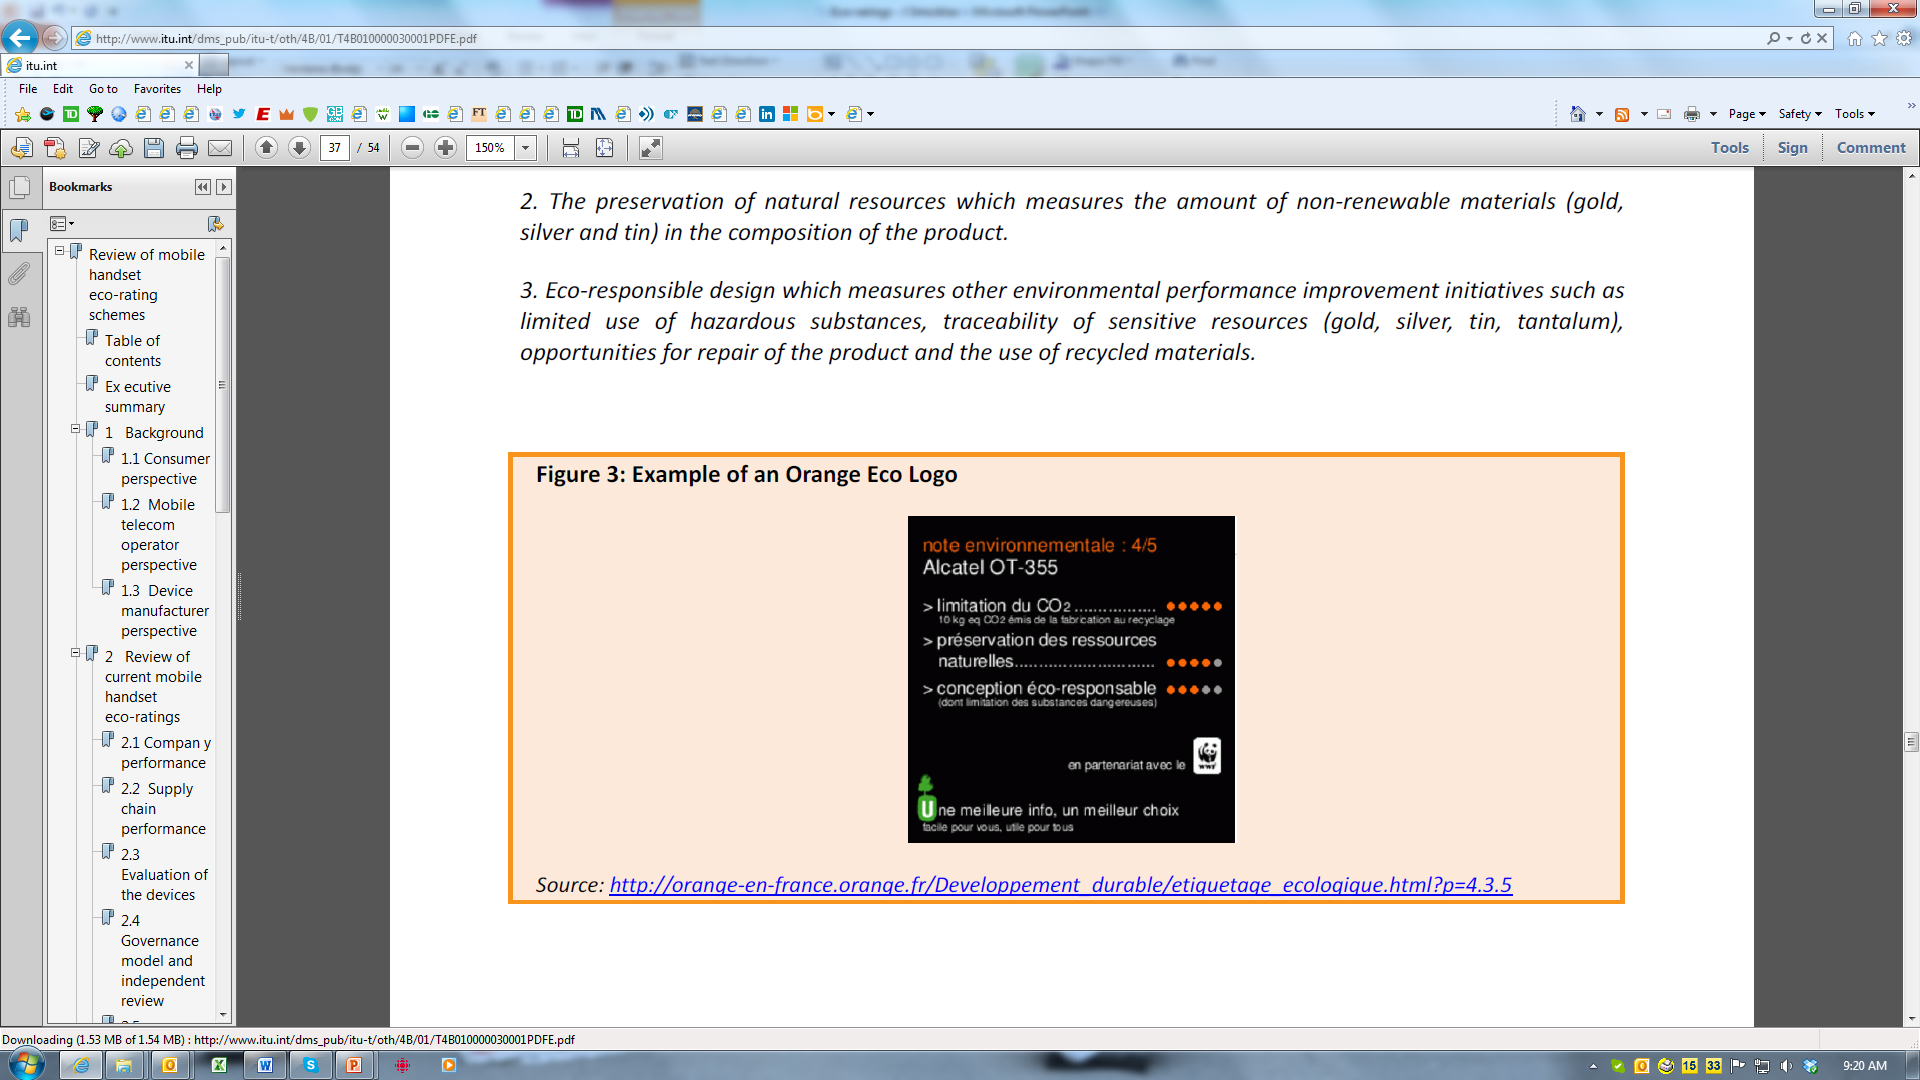 http://www.itu.int/dms_pub/itu-t/oth/4B/01/T4B010000030001PDFE.pdf
itu.int
File Edit Go to Favorites Help
Page Safety Tools
37 / 54 150% Tools Sign Comment
Bookmarks
Review of mobile
handset
eco-rating
schemes
Table of
contents
Ex ecutive
summary
1 Background
1.1 Consumer
perspective
1.2 Mobile
telecom
operator
perspective
1.3 Device
manufacturer
perspective
2 Review of
current mobile
handset
eco-ratings
2.1 Compan y
performance
2.2 Supply
chain
performance
2.3
Evaluation of
the devices
2.4
Governance
model and
independent
review
2. The preservation of natural resources which measures the amount of non-renewable materials (gold,
silver and tin) in the composition of the product.
3. Eco-responsible design which measures other environmental performance improvement initiatives such as
limited use of hazardous substances, traceability of sensitive resources (gold, silver, tin, tantalum),
opportunities for repair of the product and the use of recycled materials.
Figure 3: Example of an Orange Eco Logo
note environnementale : 4/5
Alcatel OT-355
> limitation du CO2 .................
10 kg eq CO2 émis de la fabrication au recyclage
> préservation des ressources
naturelles............................
> conception éco-responsable
(dont limitation des substances dangereuses)
en partenariat avec le
WWF
Une meilleure info, un meilleur choix
facile pour vous, utile pour tous
Source: http://orange-en-france.orange.fr/Developpement_durable/etiquetage_ecologique.html?p=4.3.5
Downloading (1.53 MB of 1.54 MB) : http://www.itu.int/dms_pub/itu-t/oth/4B/01/T4B010000030001PDFE.pdf
15 33 9:20 AM